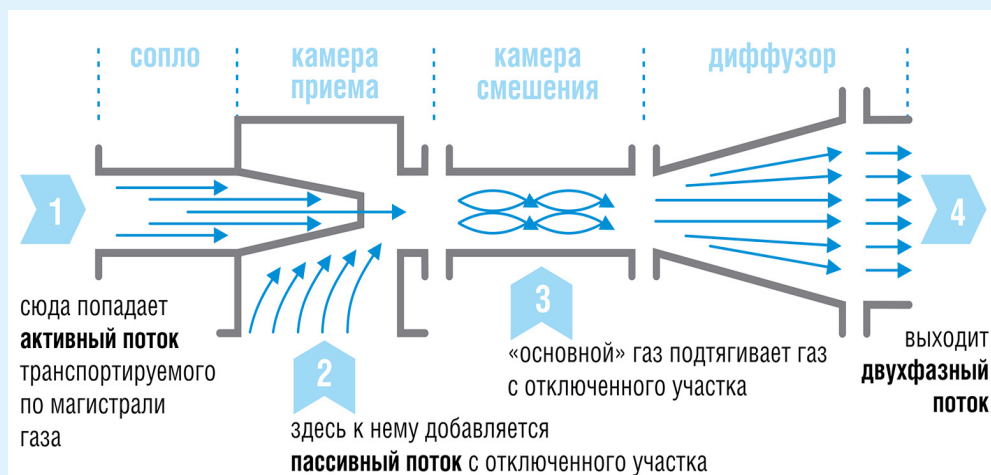 сопло
камера
приема
камера
смешения
диффузор
1
сюда попадает
активный поток
транспортируемого
по магистрали
газа
2
здесь к нему добавляется
пассивный поток с отключенного участка
3
«основной» газ подтягивает газ
с отключенного участка
4
выходит
двухфазный
поток